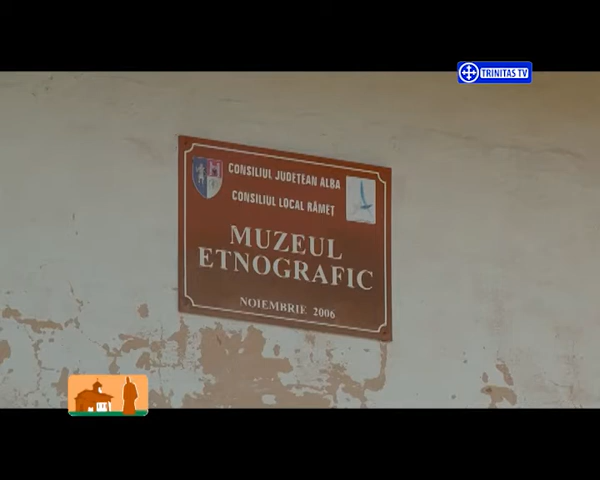 TRINITAS TV
CONSILIUL JUDEȚEAN ALBA
CONSILIUL LOCAL RÂMEȚ
MUZEUL
ETNOGRAFIC
NOIEMBRIE 2006